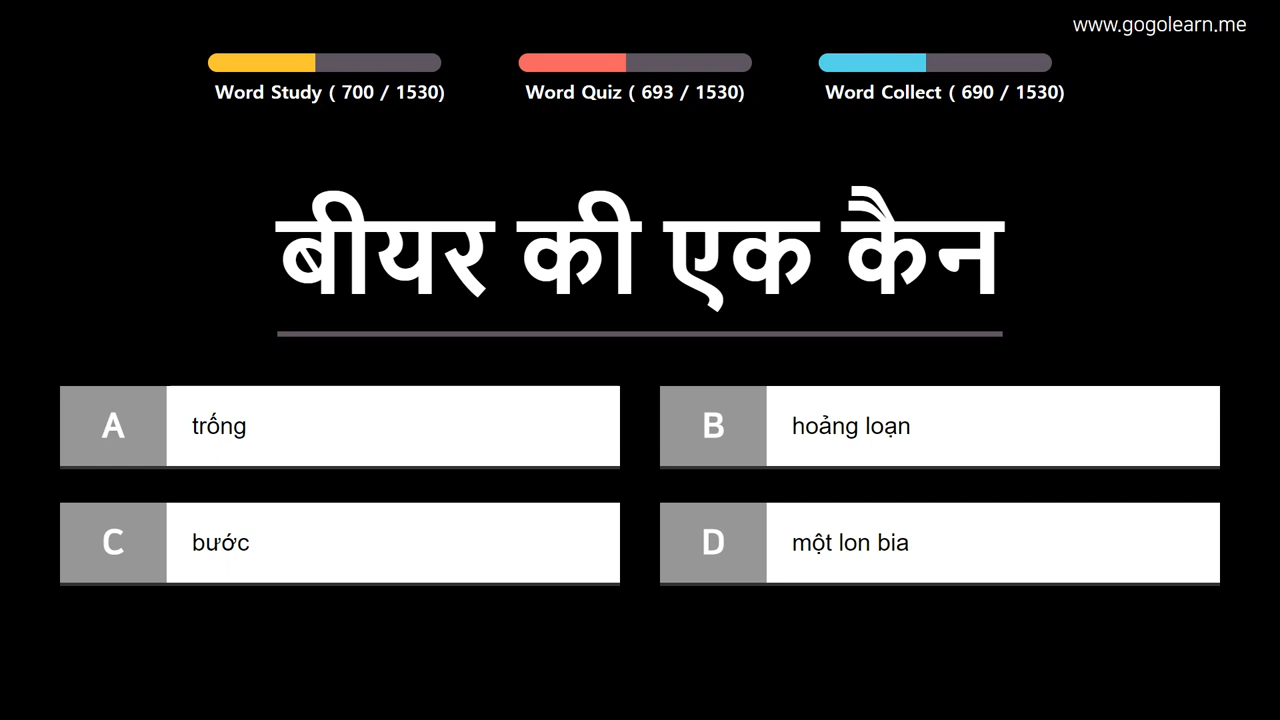 www.gogolearn.me
Word Study ( 700 / 1530)
Word Quiz ( 693 / 1530)
Word Collect ( 690 / 1530)
बीयर की एक कैन
A
trống
B
hoảng loạn
C
bước
D
một lon bia